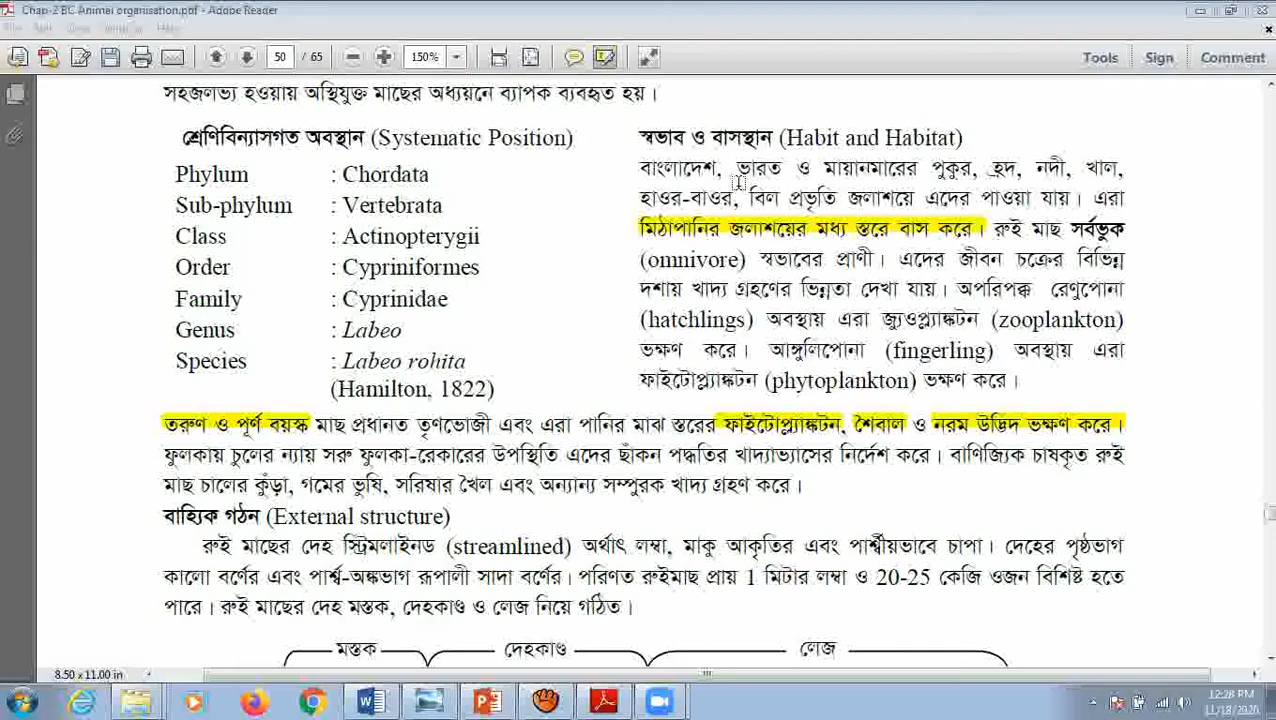 Chap-2 BC Animal organisation.pdf - Adobe Reader
50 / 65
150%
Tools Sign Comment
সহজলভ্য হওয়ায় অস্থিযুক্ত মাছের অধ্যয়নে ব্যাপক ব্যবহৃত হয়।
শ্রেণিবিন্যাসগত অবস্থান (Systematic Position)
Phylum : Chordata
Sub-phylum : Vertebrata
Class : Actinopterygii
Order : Cypriniformes
Family : Cyprinidae
Genus : Labeo
Species : Labeo rohita
(Hamilton, 1822)
স্বভাব ও বাসস্থান (Habit and Habitat)
বাংলাদেশ, ভারত ও মায়ানমারের পুকুর, হ্রদ, নদী, খাল,
হাওর-বাওর, বিল প্রভৃতি জলাশয়ে এদের পাওয়া যায়। এরা
মিঠাপানির জলাশয়ের মধ্য স্তরে বাস করে। রুই মাছ সর্বভুক
(omnivore) স্বভাবের প্রাণী। এদের জীবন চক্রের বিভিন্ন
দশায় খাদ্য গ্রহণের ভিন্নতা দেখা যায়। অপরিপক্ক রেণুপোনা
(hatchlings) অবস্থায় এরা জ্যুওপ্ল্যাঙ্কটন (zooplankton)
ভক্ষণ করে। আঙ্গুলিপোনা (fingerling) অবস্থায় এরা
ফাইটোপ্ল্যাঙ্কটন (phytoplankton) ভক্ষণ করে।
তরুণ ও পূর্ণ বয়স্ক মাছ প্রধানত তৃণভোজী এবং এরা পানির মাঝ স্তরের ফাইটোপ্ল্যাঙ্কটন, শৈবাল ও নরম উদ্ভিদ ভক্ষণ করে।
ফুলকায় চুলের ন্যায় সরু ফুলকা-রেকারের উপস্থিতি এদের ছাঁকন পদ্ধতির খাদ্যাভ্যাসের নির্দেশ করে। বাণিজ্যিক চাষকৃত রুই
মাছ চালের কুঁড়া, গমের ভুষি, সরিষার খৈল এবং অন্যান্য সম্পুরক খাদ্য গ্রহণ করে।
বাহ্যিক গঠন (External structure)
রুই মাছের দেহ স্ট্রিমলাইনড (streamlined) অর্থাৎ লম্বা, মাকু আকৃতির এবং পার্শ্বীয়ভাবে চাপা। দেহের পৃষ্ঠভাগ
কালো বর্ণের এবং পার্শ্ব-অঙ্কভাগ রূপালী সাদা বর্ণের। পরিণত রুইমাছ প্রায় 1 মিটার লম্বা ও 20-25 কেজি ওজন বিশিষ্ট হতে
পারে। রুই মাছের দেহ মস্তক, দেহকাণ্ড ও লেজ নিয়ে গঠিত।
মস্তক দেহকাণ্ড লেজ
8.50 x 11.00 in
12:28 PM
11/18/2020